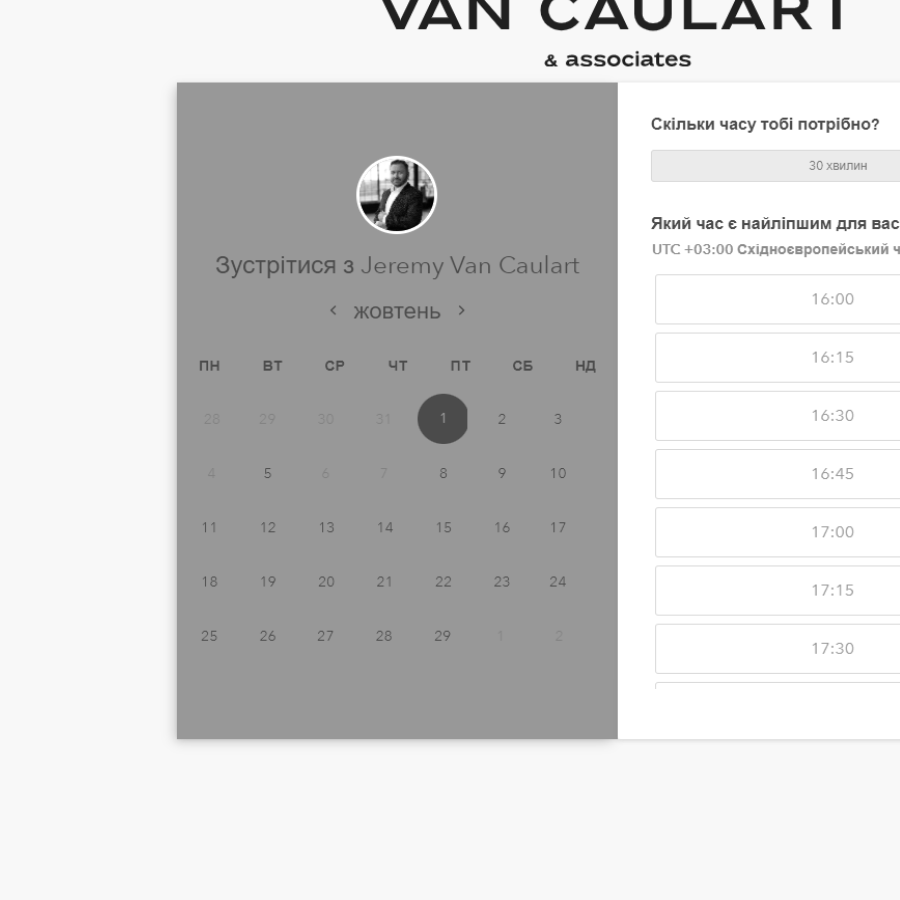 VAN CAULART
& associates
Зустрітися з Jeremy Van Caulart
жовтень
ПН ВТ СР ЧТ ПТ СБ НД
28 29 30 31 1 2 3
4 5 6 7 8 9 10
11 12 13 14 15 16 17
18 19 20 21 22 23 24
25 26 27 28 29 1 2
Скільки часу тобі потрібно?
30 хвилин
Який час є найліпшим для вас
UTC +03:00 Східноєвропейський ч
16:00
16:15
16:30
16:45
17:00
17:15
17:30